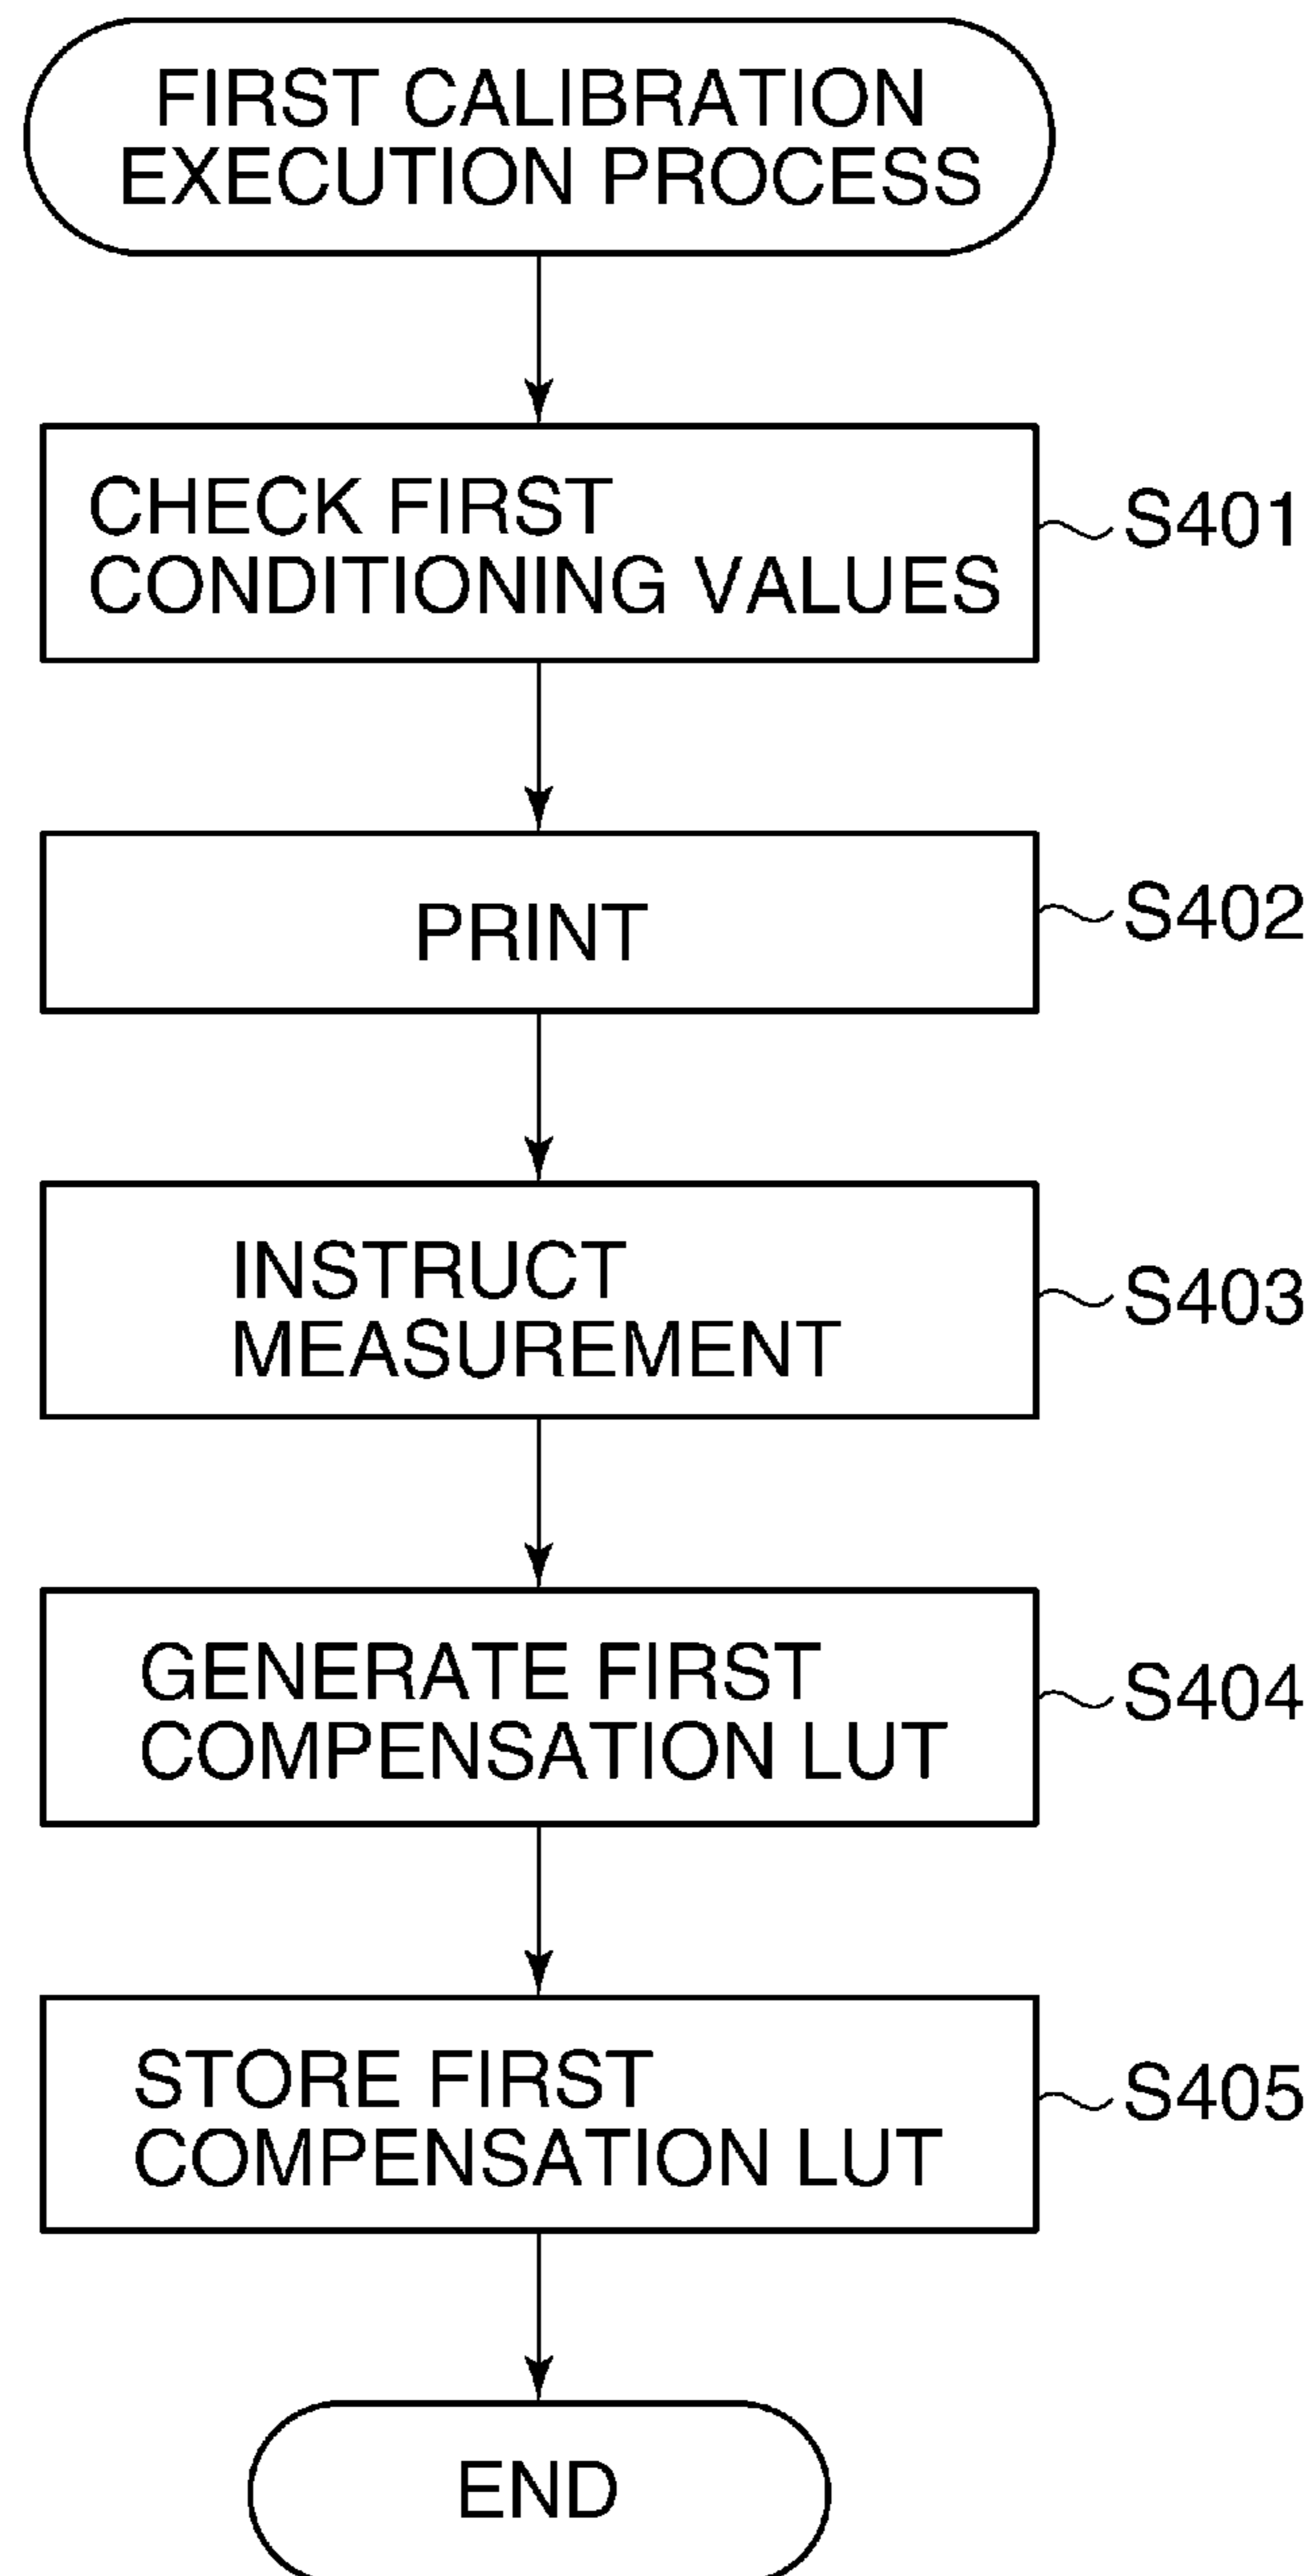 FIRST CALIBRATION
EXECUTION PROCESS
CHECK FIRST
CONDITIONING VALUES
S401
PRINT
S402
INSTRUCT
MEASUREMENT
S403
GENERATE FIRST
COMPENSATION LUT
S404
STORE FIRST
COMPENSATION LUT
S405
END